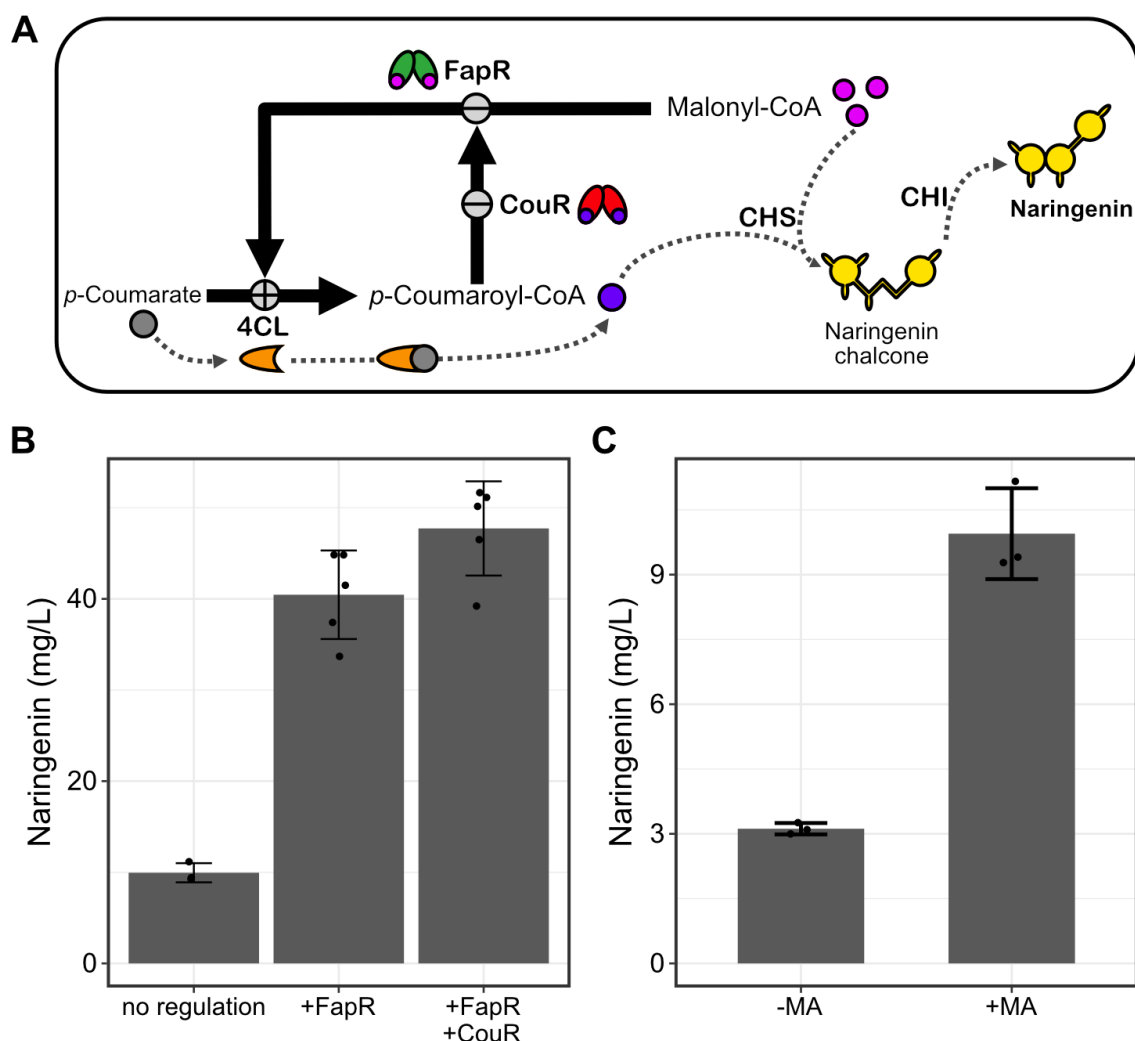 A
FapR
Malonyl-CoA
CouR
CHS
CHI
Naringenin
p-Coumarate
4CL
p-Coumaroyl-CoA
Naringenin
chalcone
B
Naringenin (mg/L)
40
20
0
no regulation
+FapR
+FapR
+CouR
C
Naringenin (mg/L)
9
6
3
0
-MA
+MA